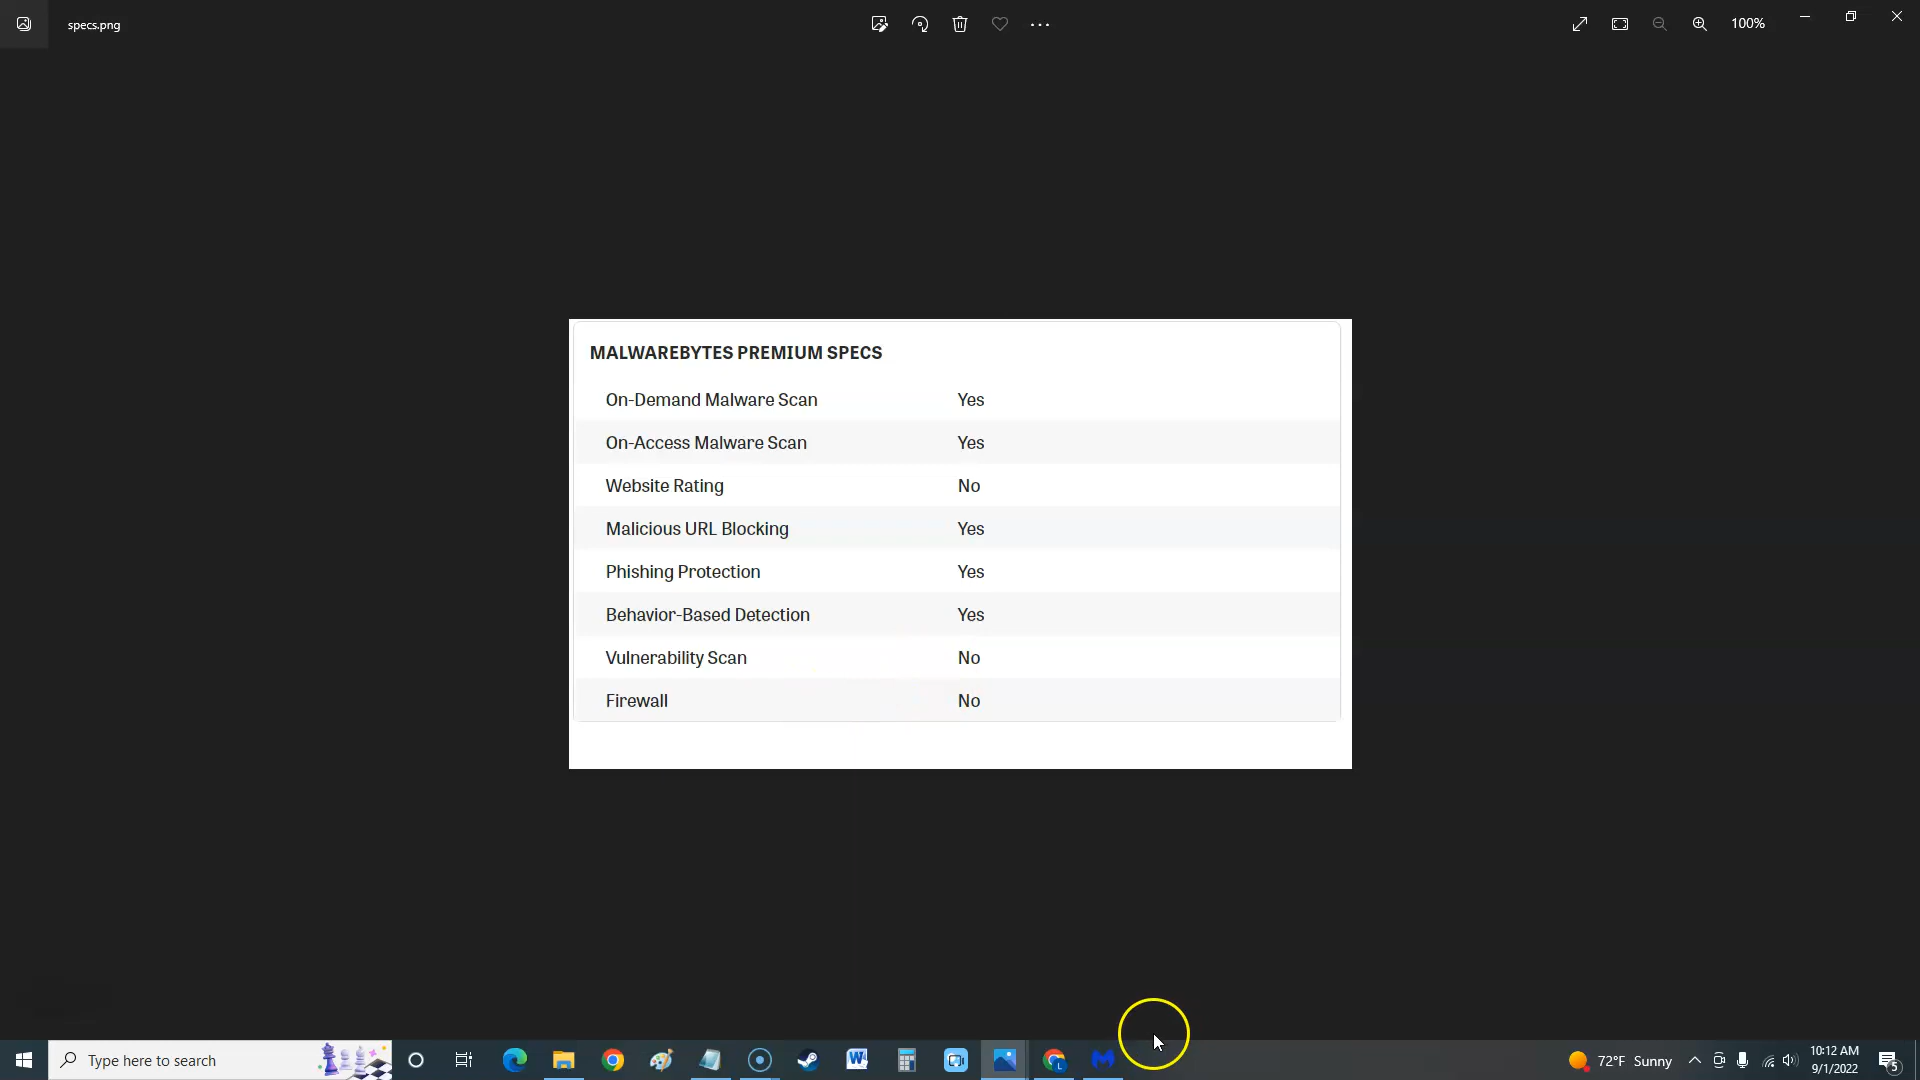 specs.png
100%
MALWAREBYTES PREMIUM SPECS
On-Demand Malware Scan Yes
On-Access Malware Scan Yes
Website Rating No
Malicious URL Blocking Yes
Phishing Protection Yes
Behavior-Based Detection Yes
Vulnerability Scan No
Firewall No
Type here to search
72°F Sunny
10:12 AM
9/1/2022
5